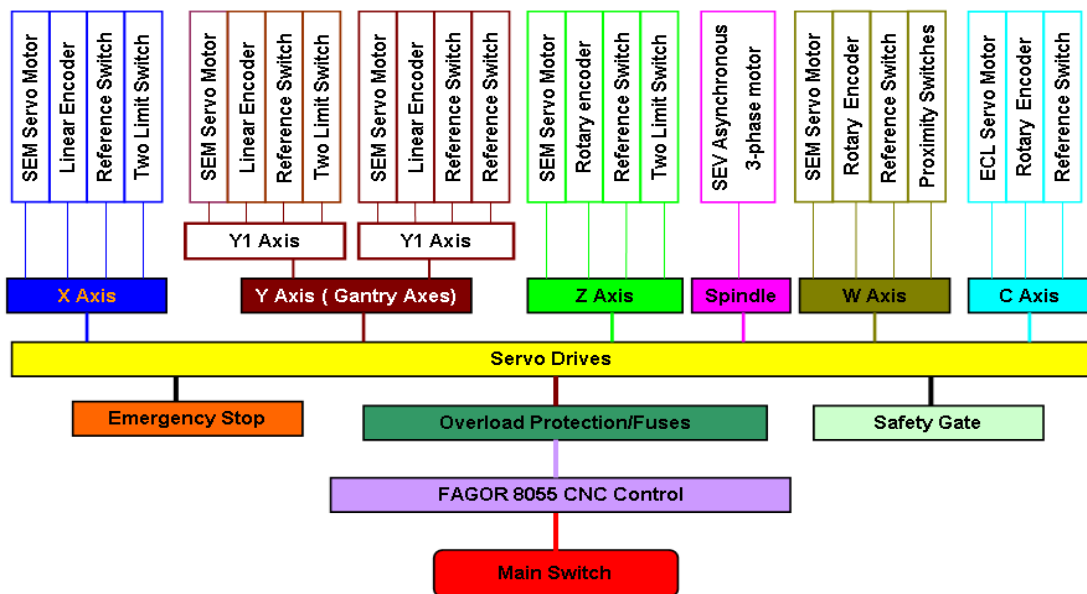 SEM Servo Motor
Linear Encoder
Reference Switch
Two Limit Switch
SEM Servo Motor
Linear Encoder
Reference Switch
Two Limit Switch
SEM Servo Motor
Linear Encoder
Reference Switch
Reference Switch
SEM Servo Motor
Rotary encoder
Reference Switch
Two Limit Switch
SEV Asynchronous
3-phase motor
SEM Servo Motor
Rotary Encoder
Reference Switch
Proximity Switches
ECL Servo Motor
Rotary Encoder
Reference Switch
Y1 Axis
Y1 Axis
X Axis
Y Axis ( Gantry Axes)
Z Axis
Spindle
W Axis
C Axis
Servo Drives
Emergency Stop
Overload Protection/Fuses
Safety Gate
FAGOR 8055 CNC Control
Main Switch